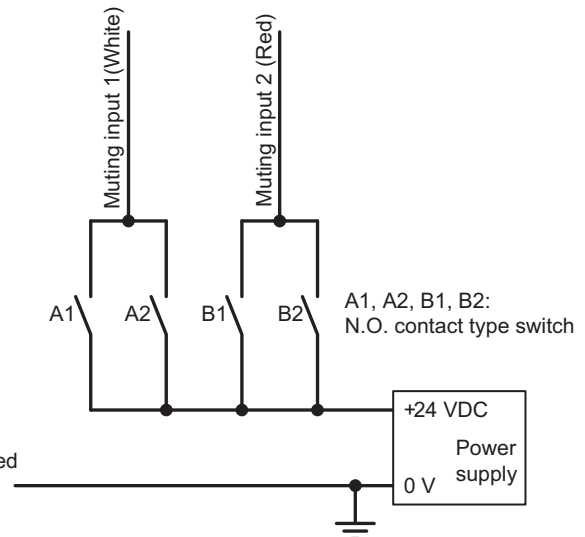 Muting input 1(White)
Muting input 2 (Red)
A1
A2
B1
B2
A1, A2, B1, B2:
N.O. contact type switch
+24 VDC
Power
supply
0 V